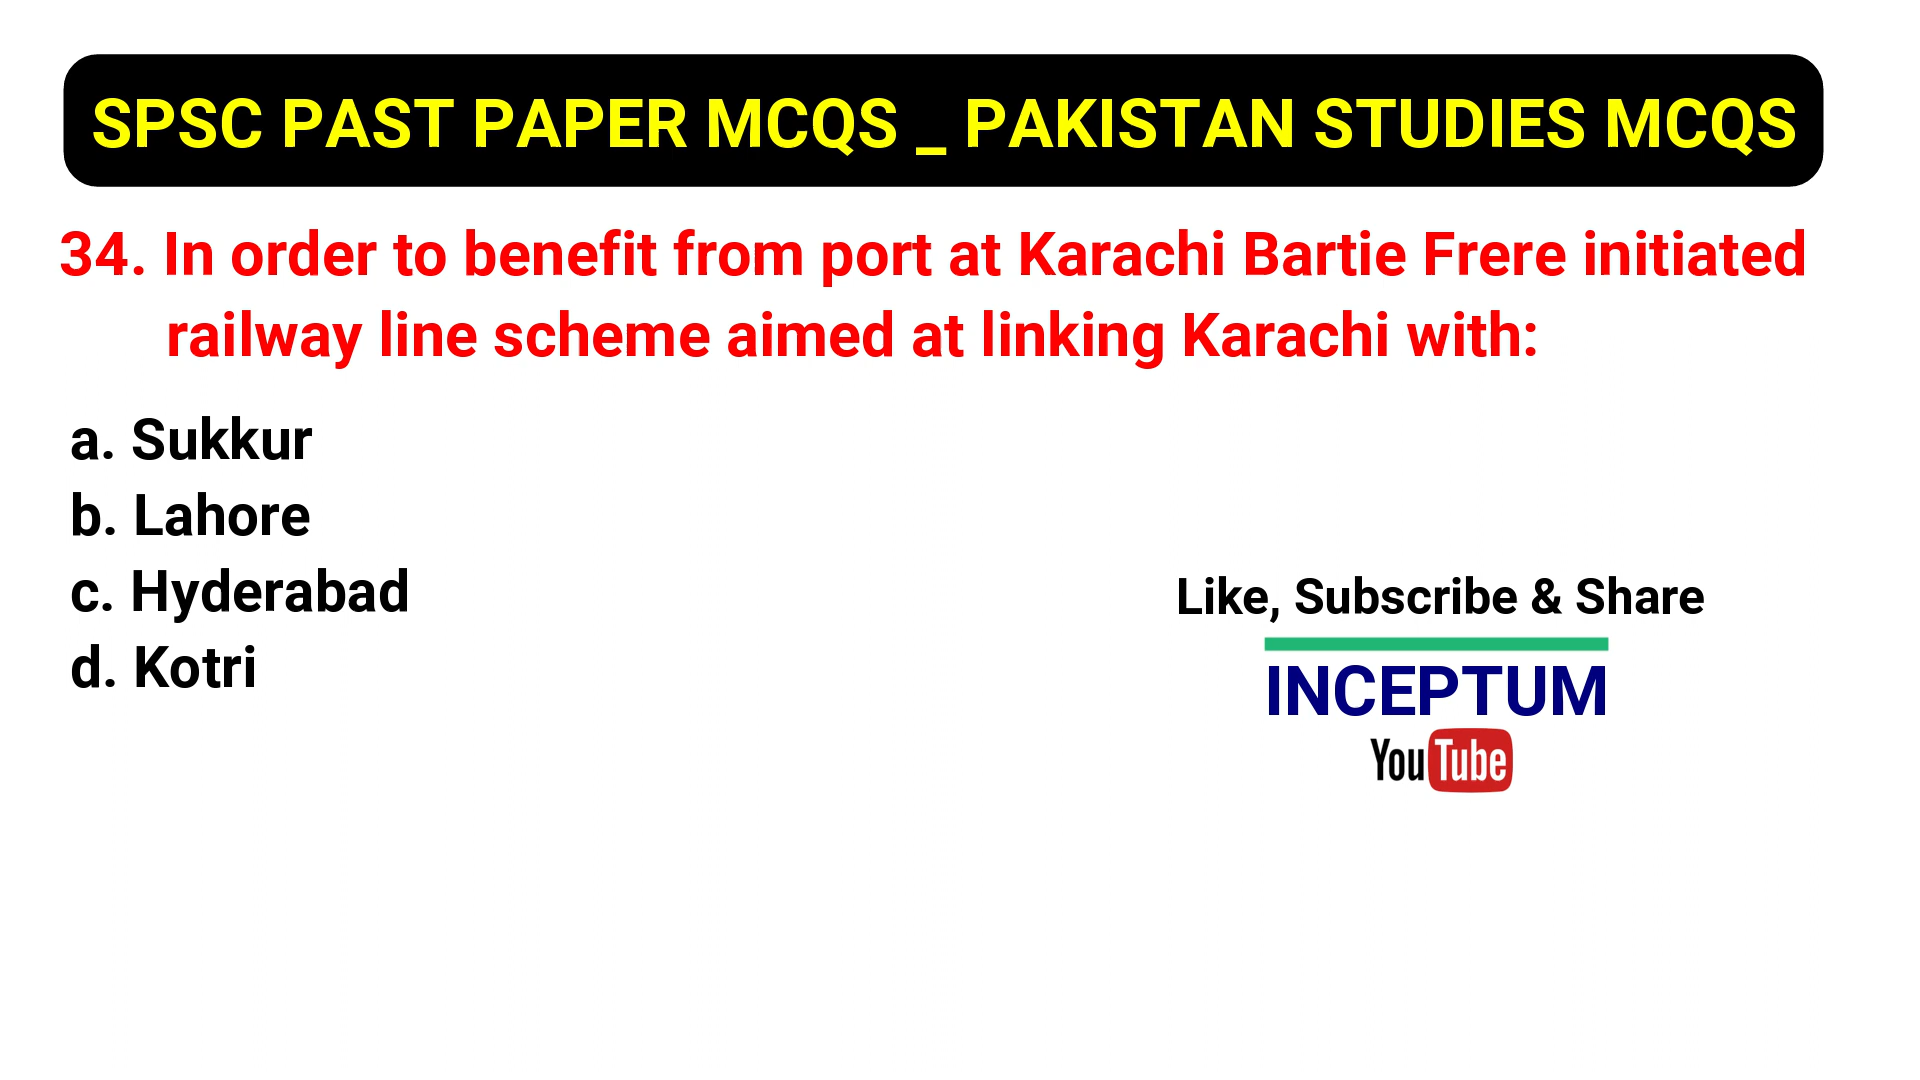 SPSC PAST PAPER MCQS _ PAKISTAN STUDIES MCQS
34. In order to benefit from port at Karachi Bartie Frere initiated
railway line scheme aimed at linking Karachi with:
a. Sukkur
b. Lahore
c. Hyderabad
d. Kotri
Like, Subscribe & Share
INCEPTUM
YouTube